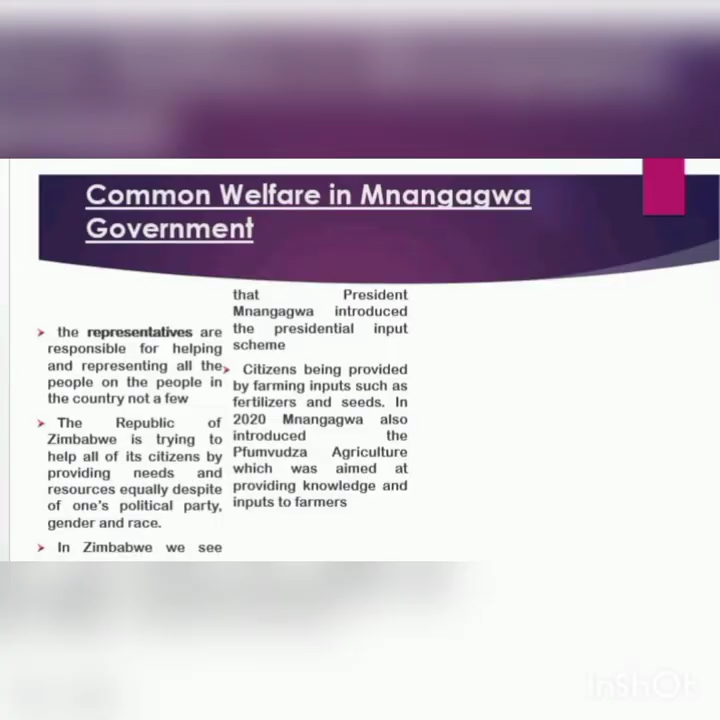 Common Welfare in Mnangagwa
Government
the representatives are
responsible for helping
and representing all the
people on the people in
the country not a few
The Republic of
Zimbabwe is trying to
help all of its citizens by
providing needs and
resources equally despite
of one's political party,
gender and race.
In Zimbabwe we see
that President
Mnangagwa introduced
the presidential input
scheme
Citizens being provided
by farming inputs such as
fertilizers and seeds. In
2020 Mnangagwa also
introduced the
Pfumvudza Agriculture
which was aimed at
providing knowledge and
inputs to farmers
InShOt